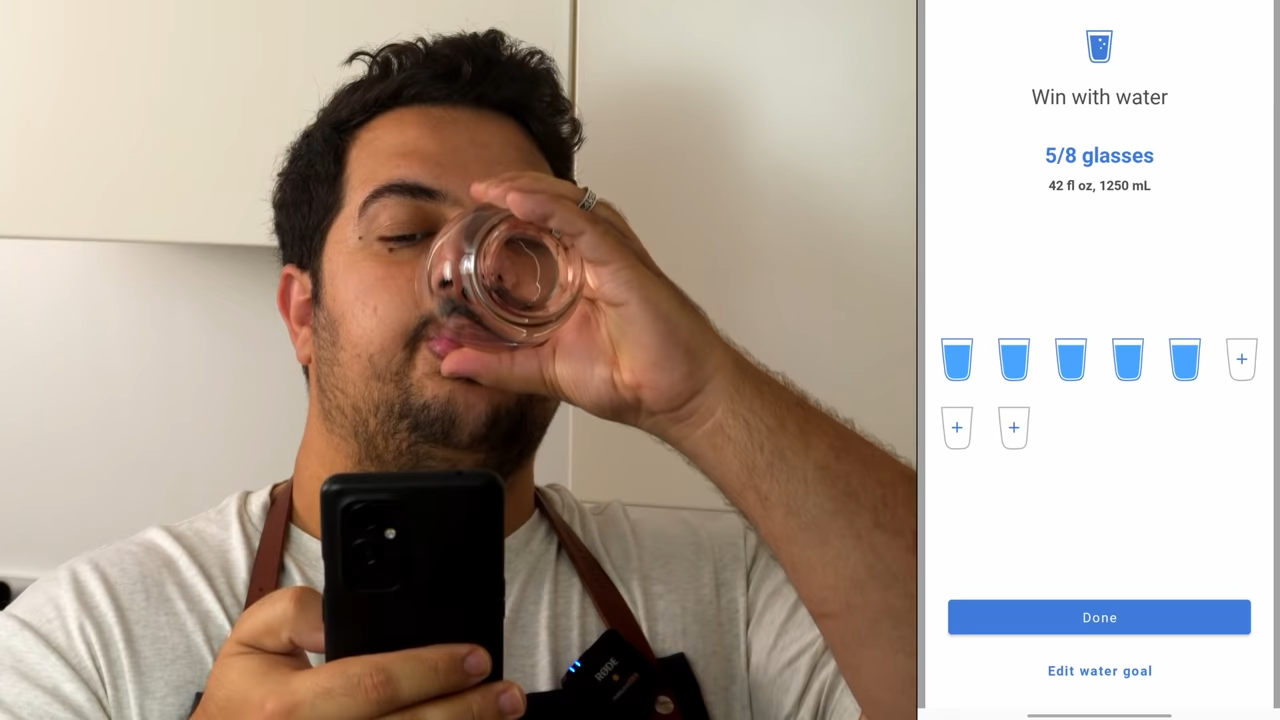 Win with water
5/8 glasses
42 fl oz, 1250 mL
Done
Edit water goal
RØDE